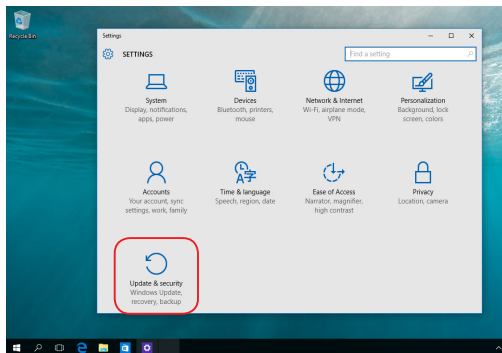 Recycle Bin
Settings
SETTINGS
Find a setting
System
Display, notifications,
apps, power
Devices
Bluetooth, printers,
mouse
Network & Internet
Wi-Fi, airplane mode,
VPN
Personalization
Background, lock
screen, colors
Accounts
Your account, sync
settings, work, family
Time & language
Speech, region, date
Ease of Access
Narrator, magnifier,
high contrast
Privacy
Location, camera
Update & security
Windows Update,
recovery, backup